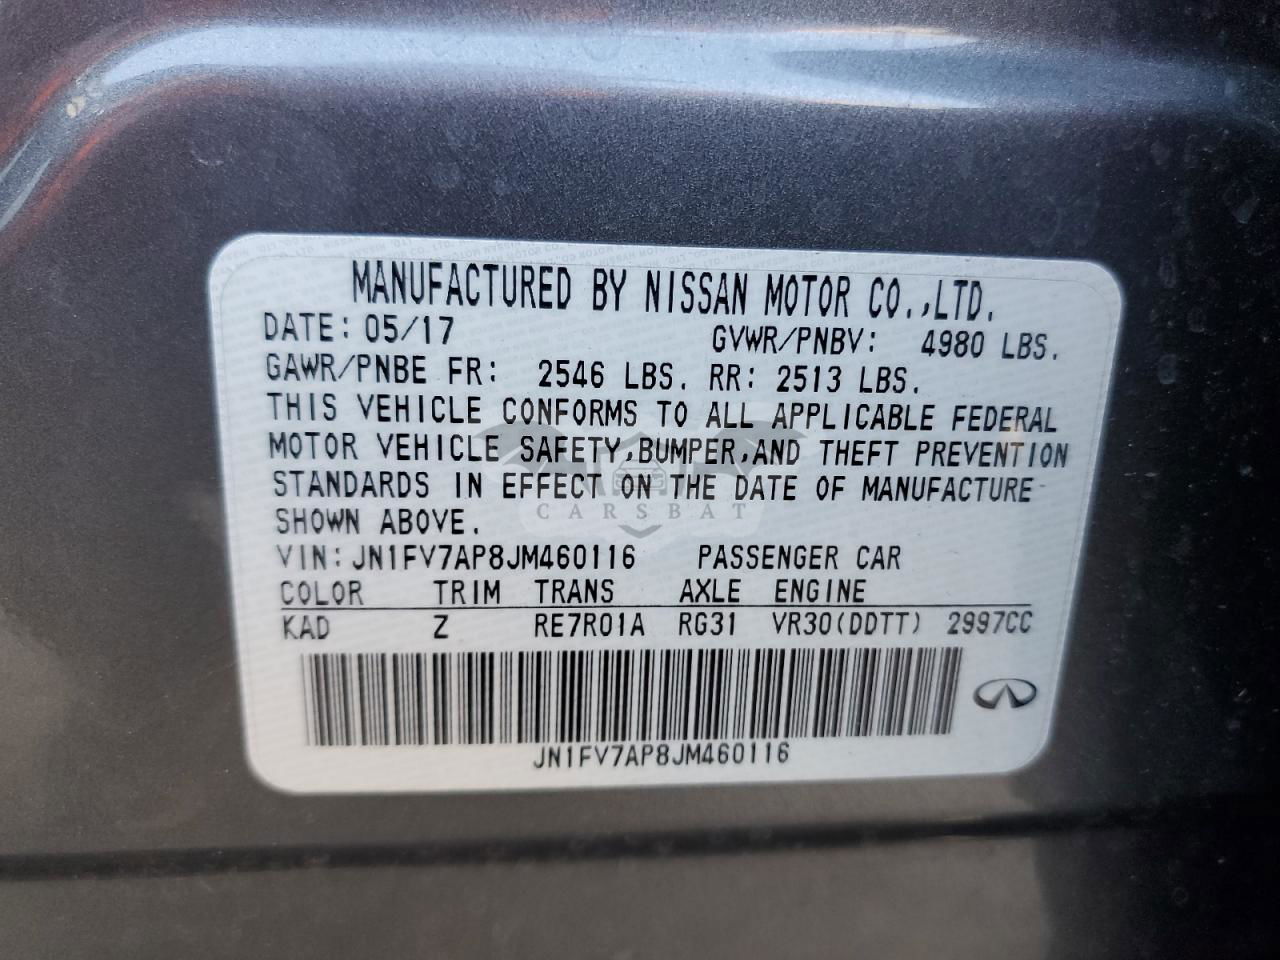 MANUFACTURED BY NISSAN MOTOR CO.,LTD.
DATE: 05/17 GVWR/PNBV: 4980 LBS.
GAWR/PNBE FR: 2546 LBS. RR: 2513 LBS.
THIS VEHICLE CONFORMS TO ALL APPLICABLE FEDERAL
MOTOR VEHICLE SAFETY,BUMPER,AND THEFT PREVENTION
STANDARDS IN EFFECT ON THE DATE OF MANUFACTURE
CARSBAT
SHOWN ABOVE.
VIN: JN1FV7AP8JM460116 PASSENGER CAR
COLOR TRIM TRANS AXLE ENGINE
KAD Z RE7R01A RG31 VR30(DDTT) 2997CC
JN1FV7AP8JM460116